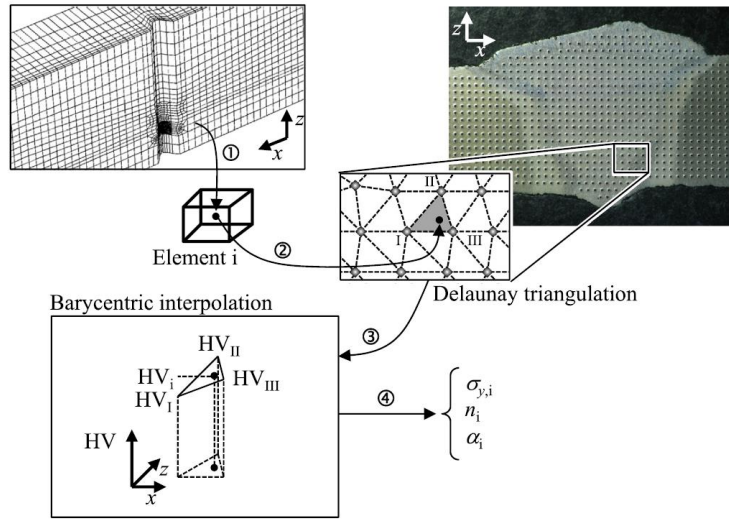 z
x
z
x
①
②
Element i
II
I
III
Delaunay triangulation
Barycentric interpolation
③
HV_II
HV_i
HV_III
HV_I
④
σ_y,i
n_i
α_i
HV
z
x